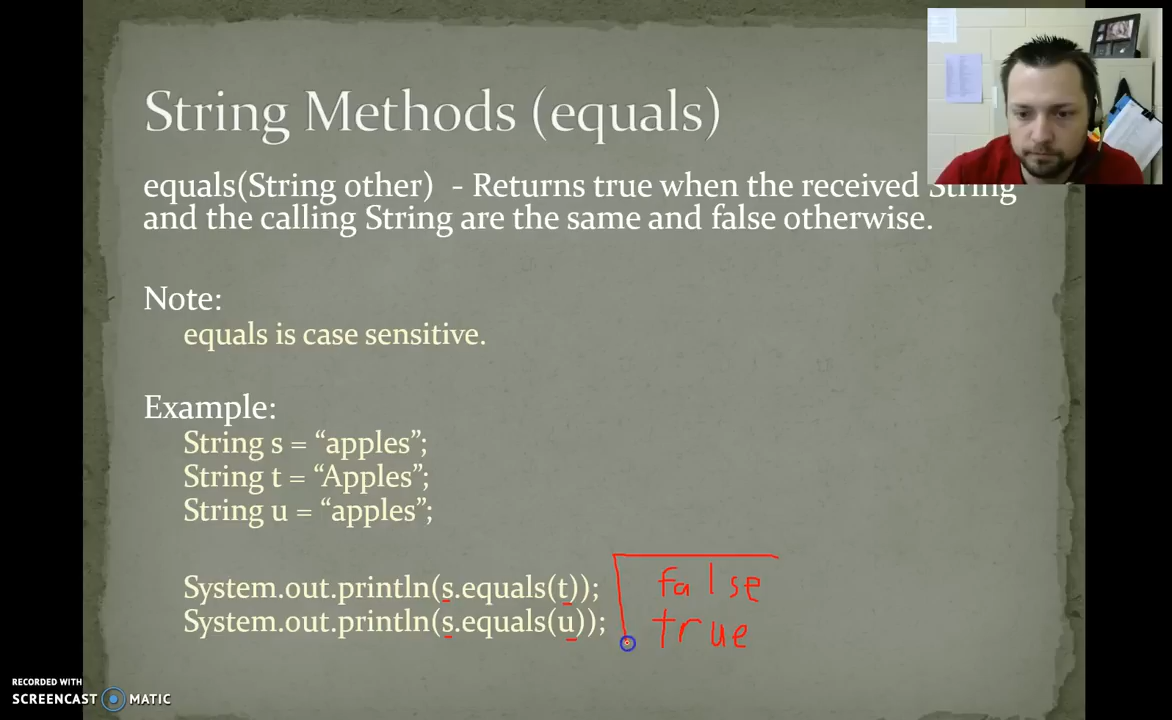 String Methods (equals)
equals(String other) - Returns true when the received String
and the calling String are the same and false otherwise.
Note:
equals is case sensitive.
Example:
String s = “apples”;
String t = “Apples”;
String u = “apples”;
System.out.println(s.equals(t)); false
System.out.println(s.equals(u)); true
RECORDED WITH
SCREENCAST MATIC